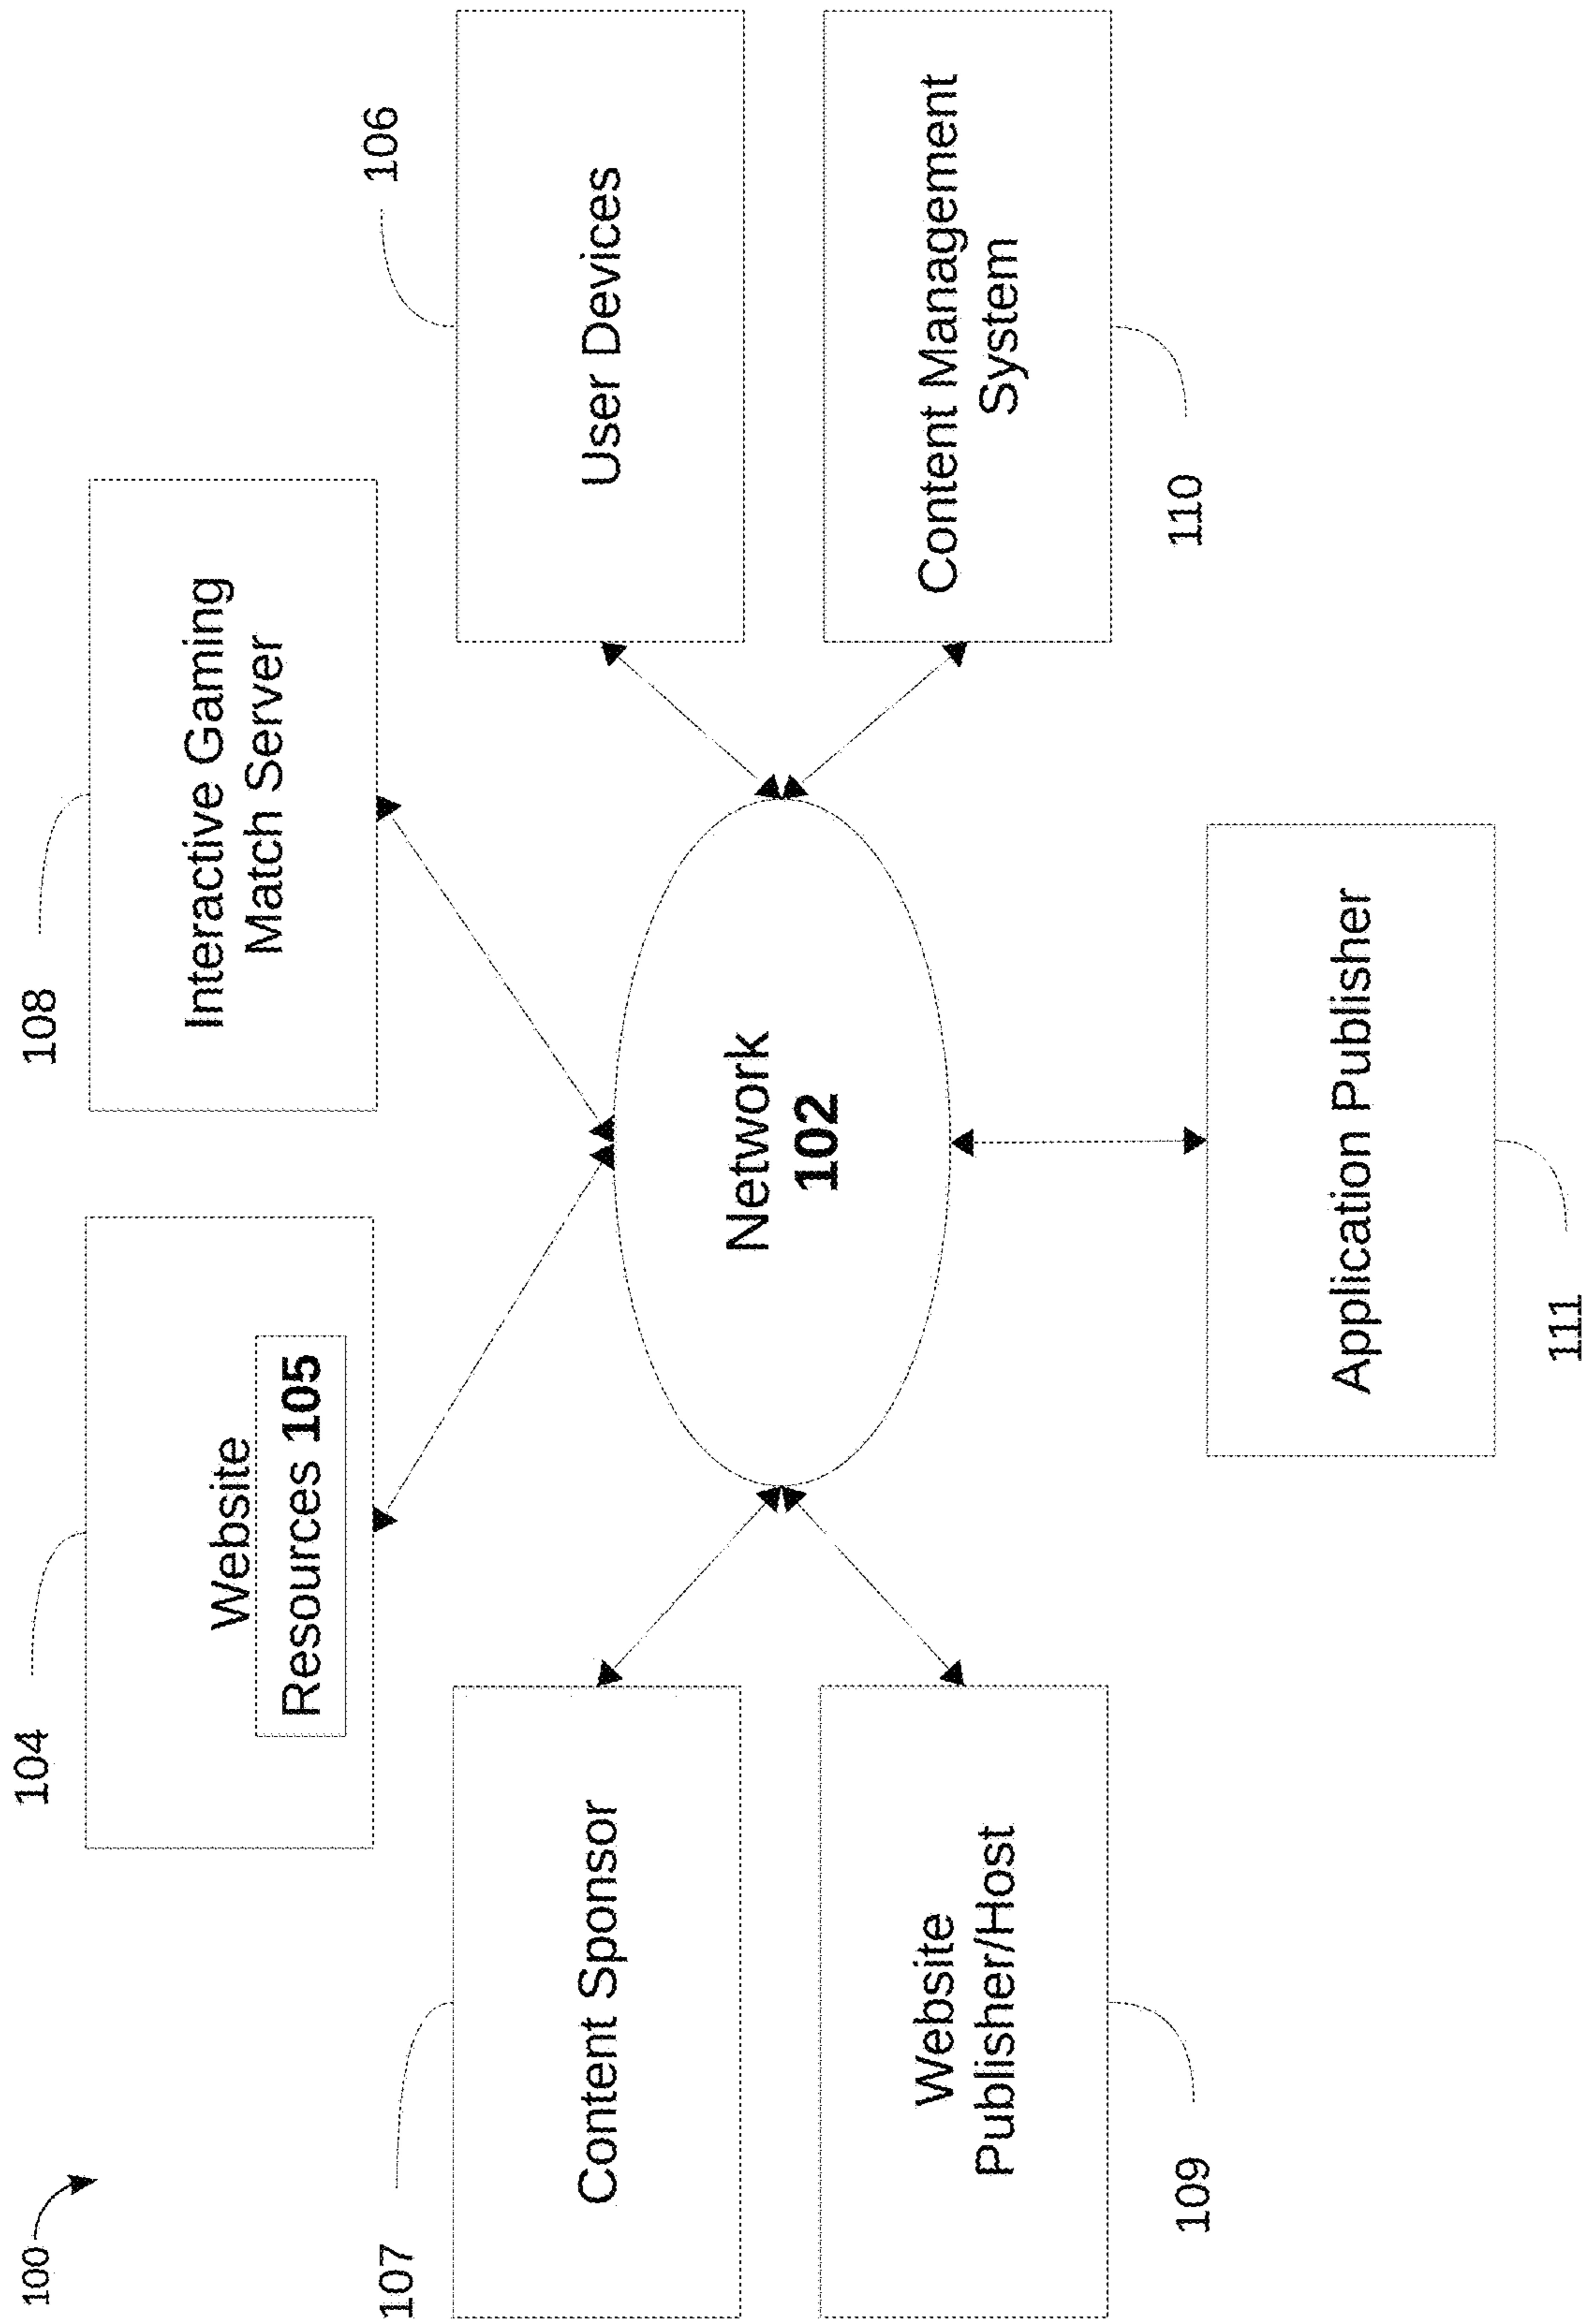 100
104
Website
Resources 105
108
Interactive Gaming
Match Server
107
Content Sponsor
106
User Devices
Network
102
Website
Publisher/Host
109
Content Management
System
110
Application Publisher
111